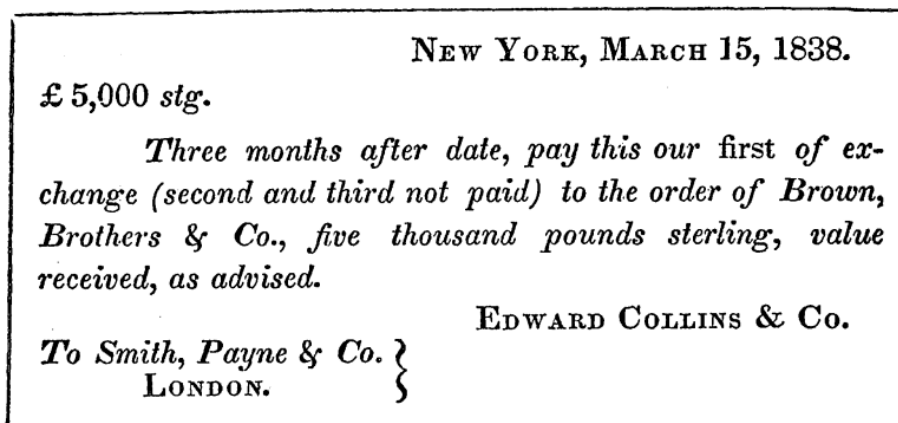 NEW YORK, MARCH 15, 1838.
£ 5,000 stg.
Three months after date, pay this our first of ex-
change (second and third not paid) to the order of Brown,
Brothers & Co., five thousand pounds sterling, value
received, as advised.
EDWARD COLLINS & Co.
To Smith, Payne & Co. }
LONDON.